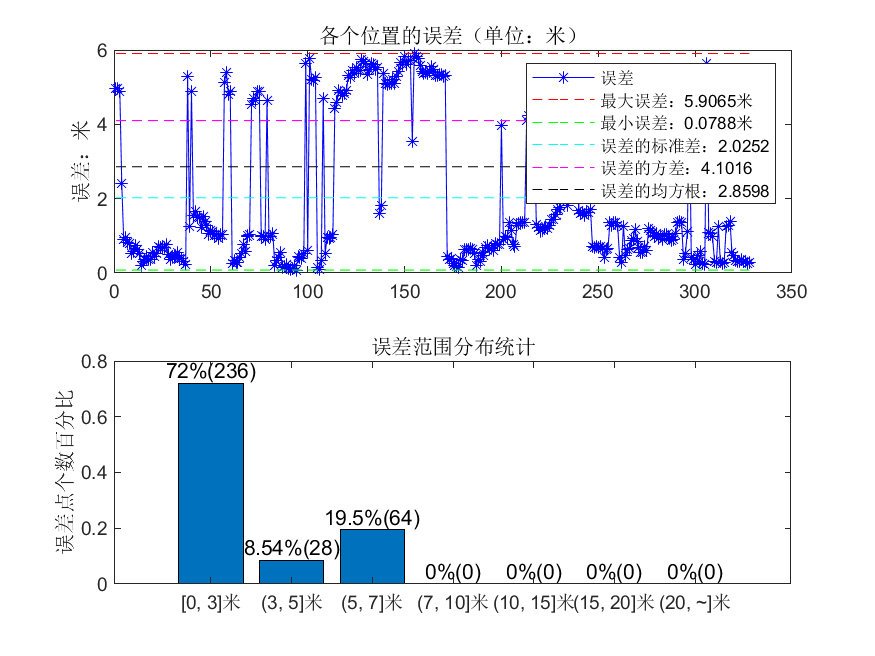 各个位置的误差（单位：米）
误差：米
6
4
2
0
0 50 100 150 200 250 300 350
误差
最大误差：5.9065米
最小误差：0.0788米
误差的标准差：2.0252
误差的方差：4.1016
误差的均方根：2.8598
误差范围分布统计
误差点个数百分比
0.8
0.6
0.4
0.2
0
72%(236)
8.54%(28)
19.5%(64)
0%(0) 0%(0) 0%(0) 0%(0)
[0, 3]米 (3, 5]米 (5, 7]米 (7, 10]米 (10, 15]米 (15, 20]米 (20, ~]米